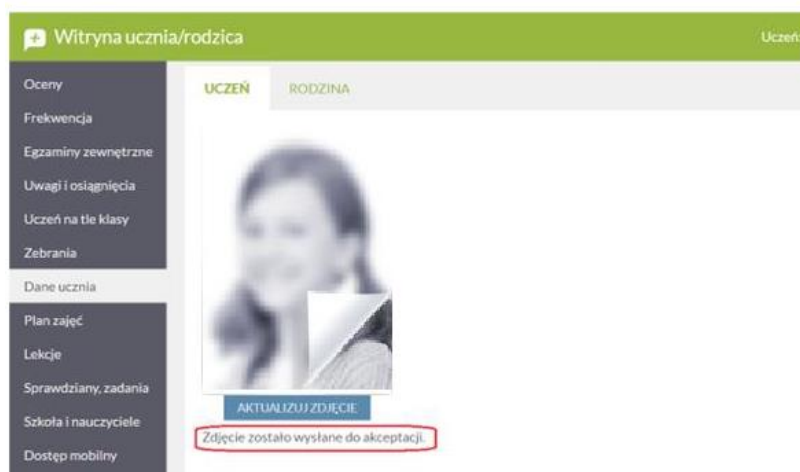 Witryna ucznia/rodzica
Uczeń:
Oceny
Frekwencja
Egzaminy zewnętrzne
Uwagi i osiągnięcia
Uczeń na tle klasy
Zebrania
Dane ucznia
Plan zajęć
Lekcje
Sprawdziany, zadania
Szkoła i nauczyciele
Dostęp mobilny
UCZEŃ
RODZINA
AKTUALIZUJ ZDJĘCIE
Zdjęcie zostało wysłane do akceptacji.